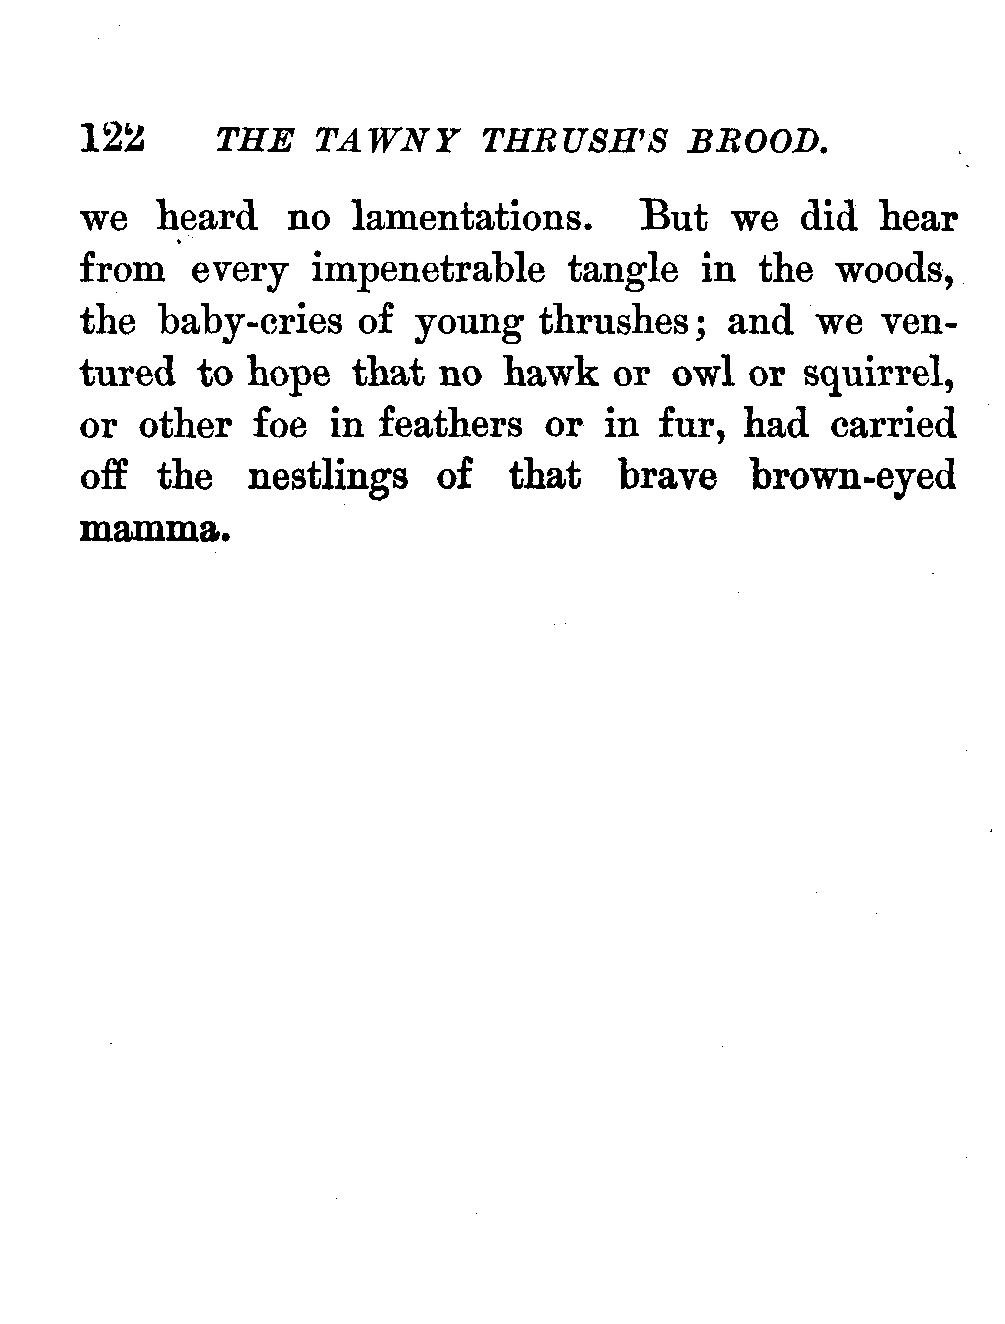 122 THE TAWNY THRUSH'S BROOD.
we heard no lamentations. But we did hear
from every impenetrable tangle in the woods,
the baby-cries of young thrushes; and we ven-
tured to hope that no hawk or owl or squirrel,
or other foe in feathers or in fur, had carried
off the nestlings of that brave brown-eyed
mamma.